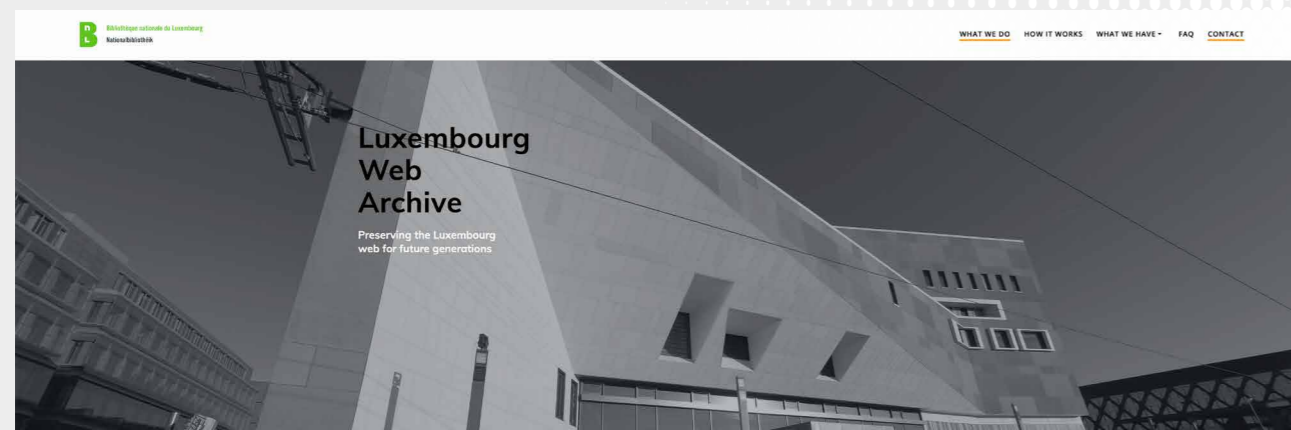 B
n
L
Bibliothèque nationale du Luxembourg
Nationalbibliothéik
WHAT WE DO
HOW IT WORKS
WHAT WE HAVE
FAQ
CONTACT
Luxembourg
Web
Archive
Preserving the Luxembourg
web for future generations